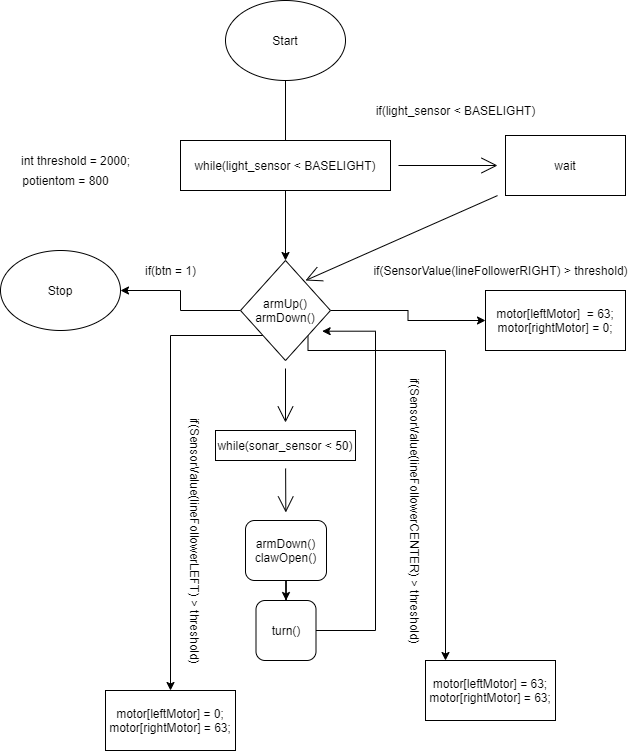 Start
if(light_sensor < BASELIGHT)
int threshold = 2000;
potientom = 800
while(light_sensor < BASELIGHT)
wait
if(btn = 1)
if(SensorValue(lineFollowerRIGHT) > threshold)
Stop
armUp()
armDown()
motor[leftMotor] = 63;
motor[rightMotor] = 0;
if(SensorValue(lineFollowerLEFT) > threshold)
while(sonar_sensor < 50)
if(SensorValue(lineFollowerCENTER) > threshold)
armDown()
clawOpen()
turn()
motor[leftMotor] = 63;
motor[rightMotor] = 63;
motor[leftMotor] = 0;
motor[rightMotor] = 63;